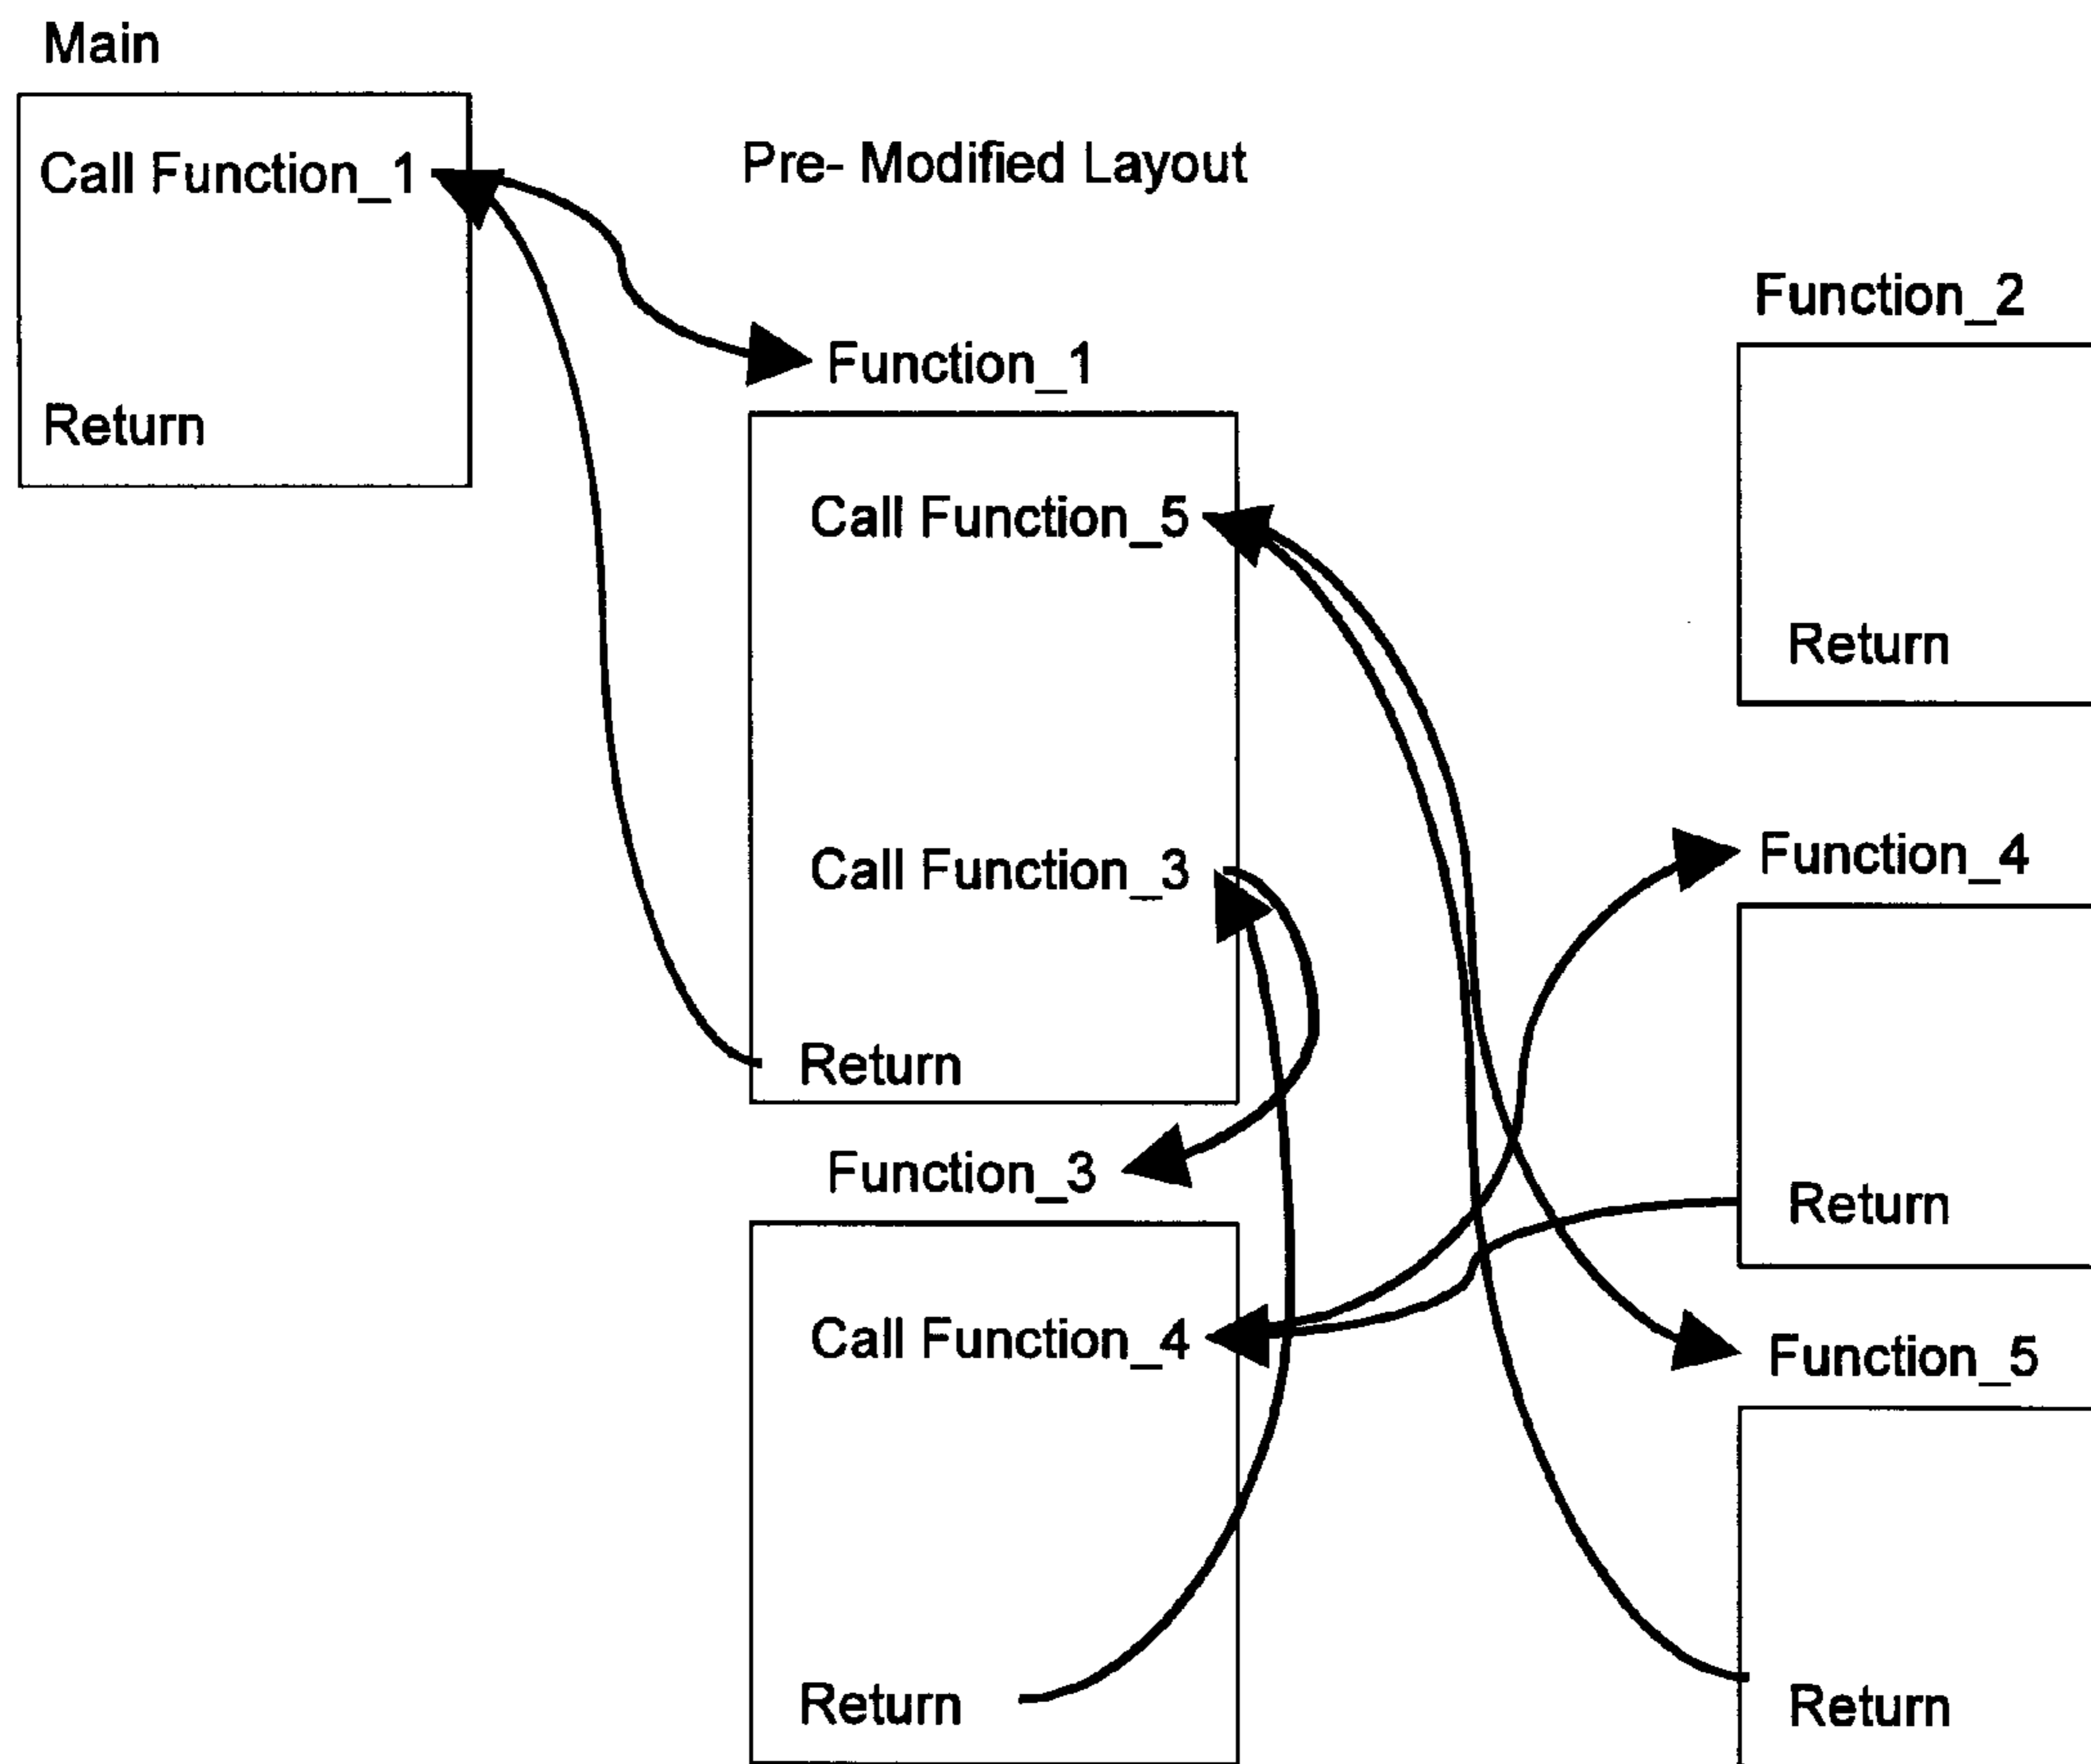 Main
Call Function_1
Return
Pre- Modified Layout
Function_1
Call Function_5
Call Function_3
Return
Function_3
Call Function_4
Return
Function_2
Return
Function_4
Return
Function_5
Return